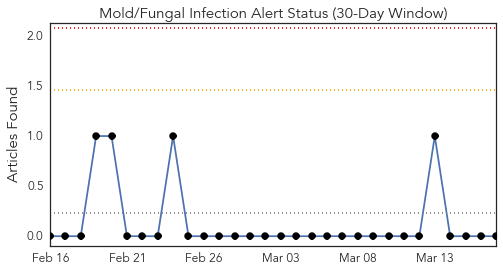 Mold/Fungal Infection Alert Status (30-Day Window)
Articles Found
2.0
1.5
1.0
0.5
0.0
Feb 16
Feb 21
Feb 26
Mar 03
Mar 08
Mar 13